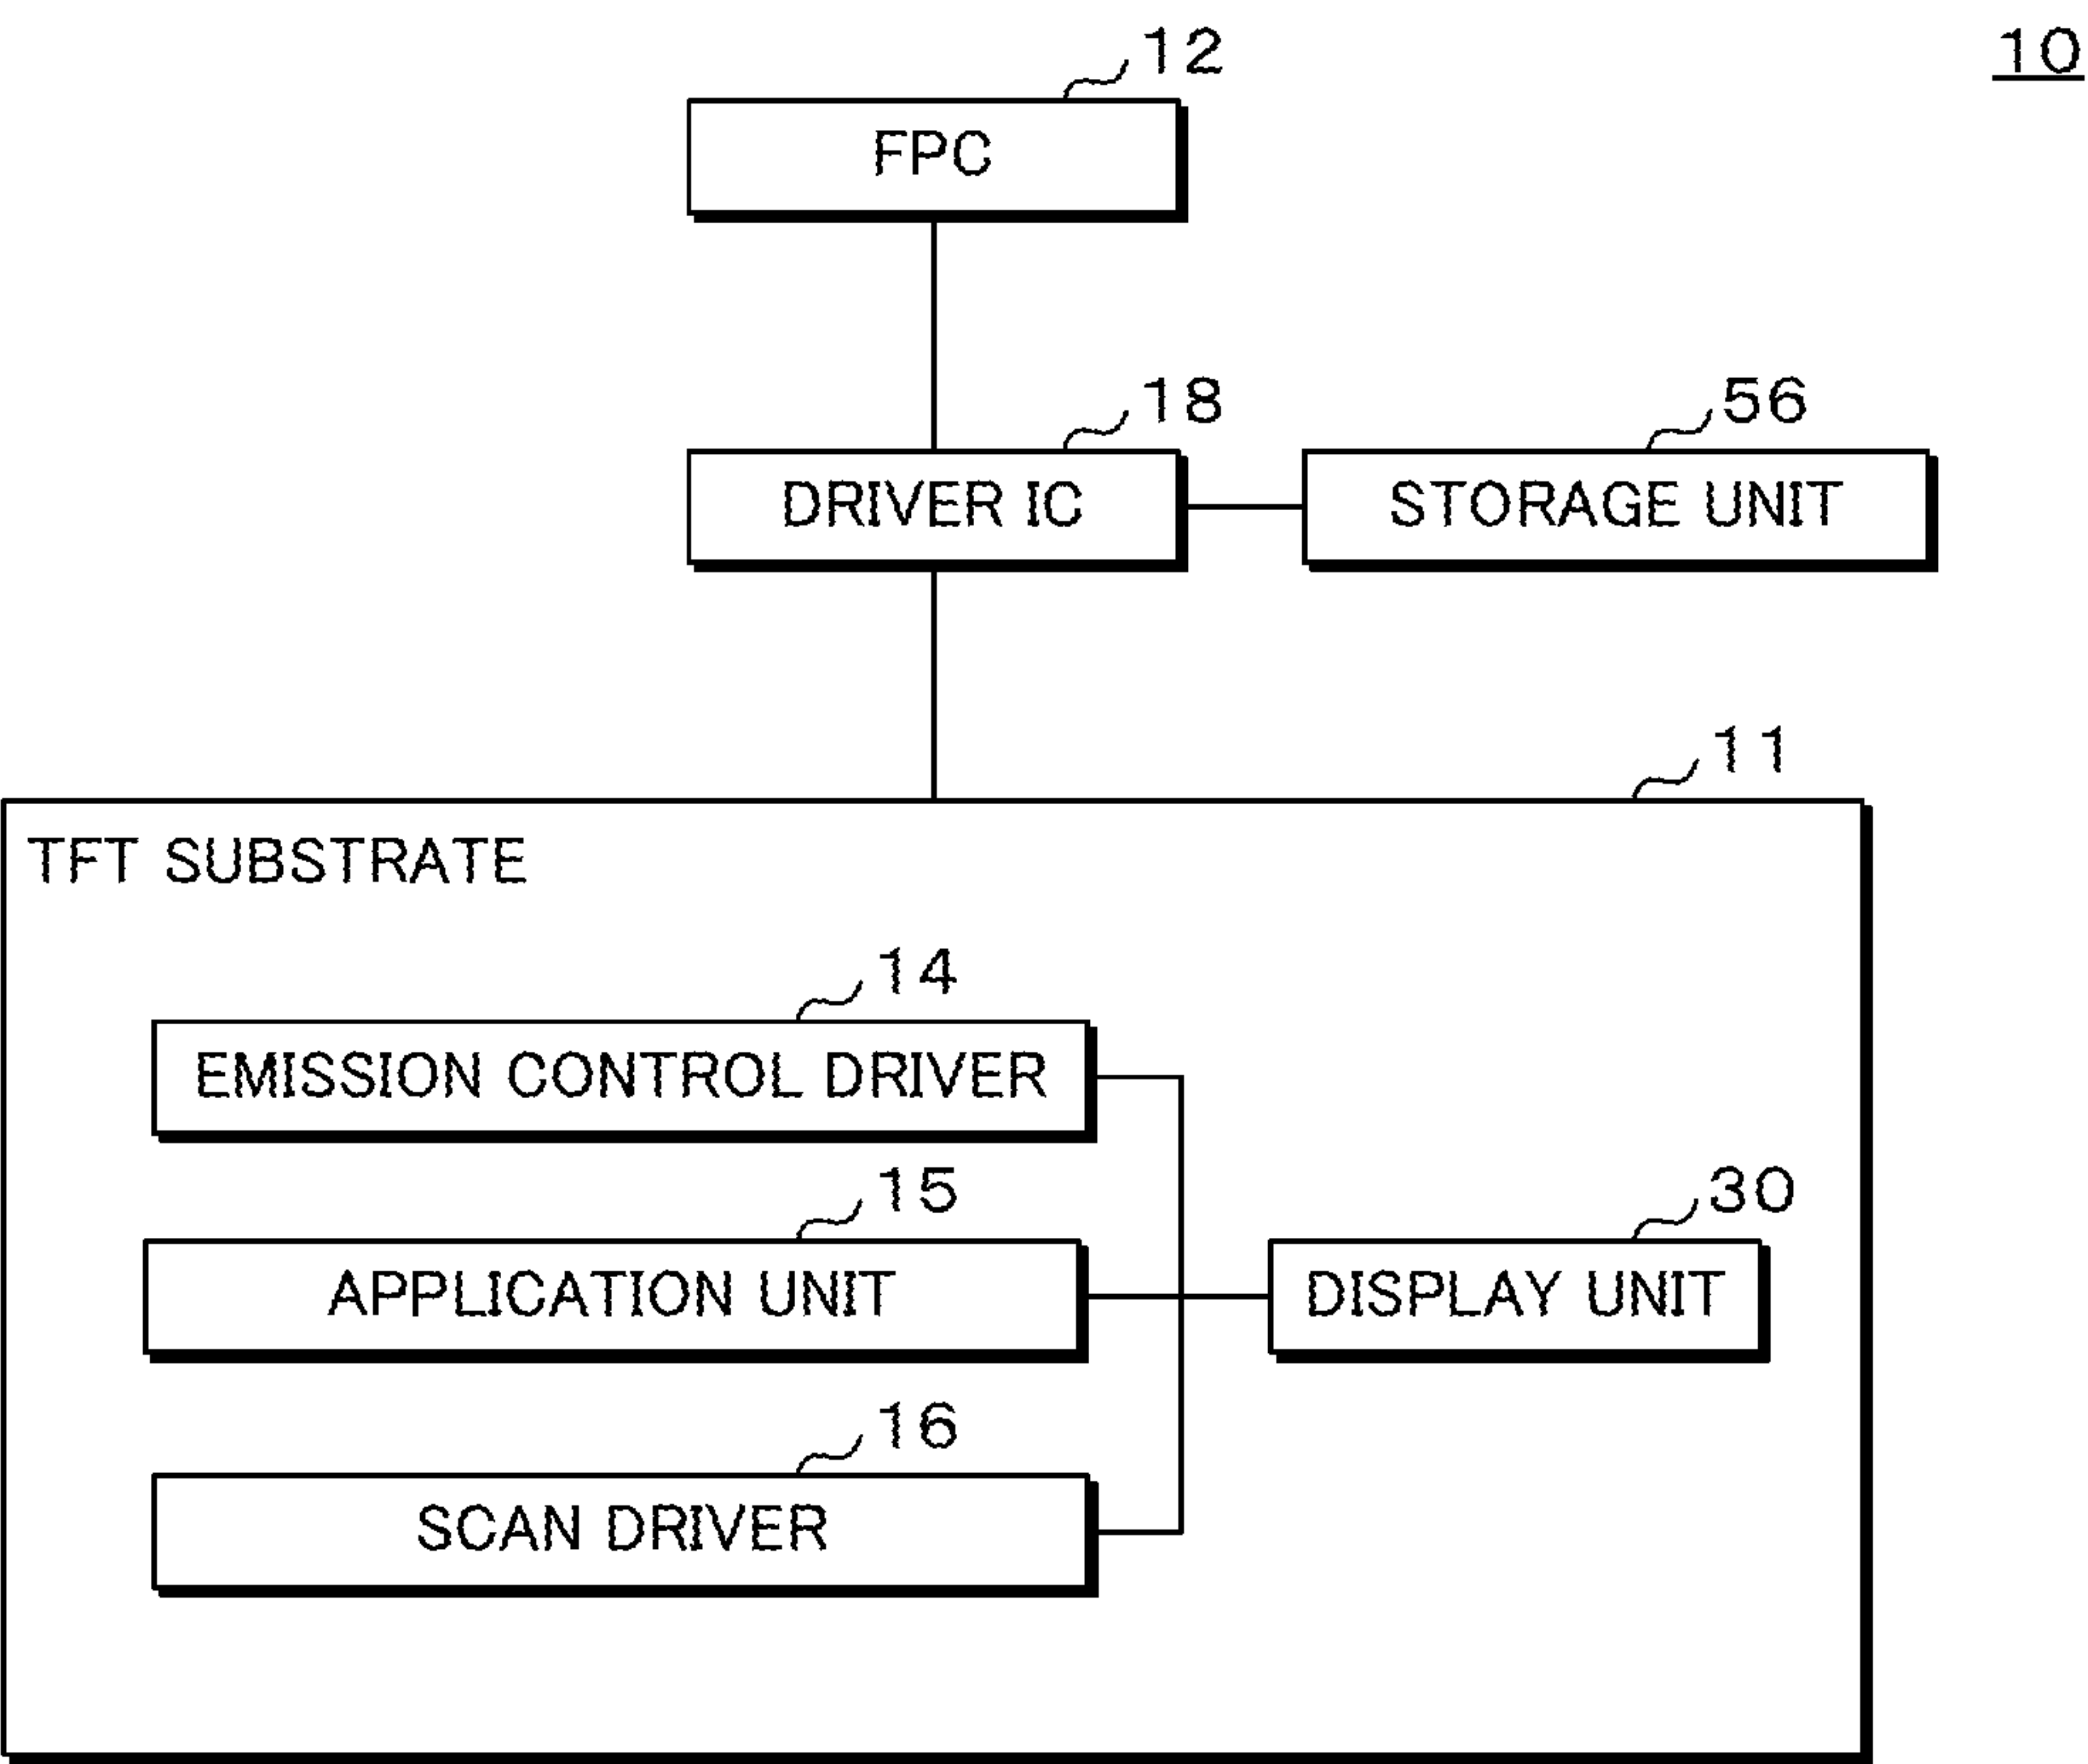 10
12
FPC
18
DRIVER IC
56
STORAGE UNIT
11
TFT SUBSTRATE
14
EMISSION CONTROL DRIVER
15
APPLICATION UNIT
30
DISPLAY UNIT
16
SCAN DRIVER